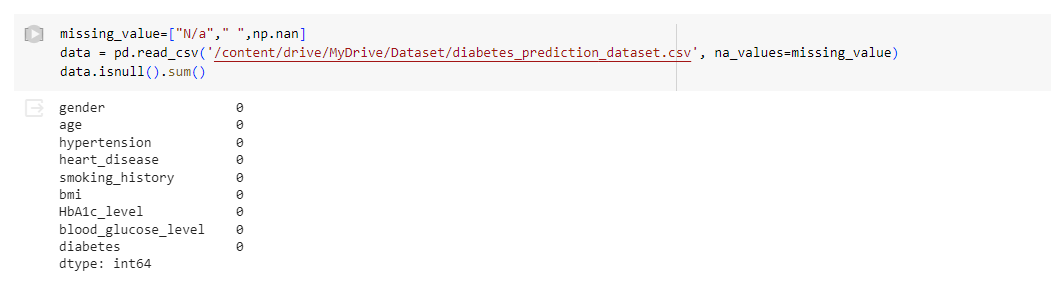 missing_value=["N/a"," ",np.nan]
data = pd.read_csv('/content/drive/MyDrive/Dataset/diabetes_prediction_dataset.csv', na_values=missing_value)
data.isnull().sum()
gender 0
age 0
hypertension 0
heart_disease 0
smoking_history 0
bmi 0
HbA1c_level 0
blood_glucose_level 0
diabetes 0
dtype: int64